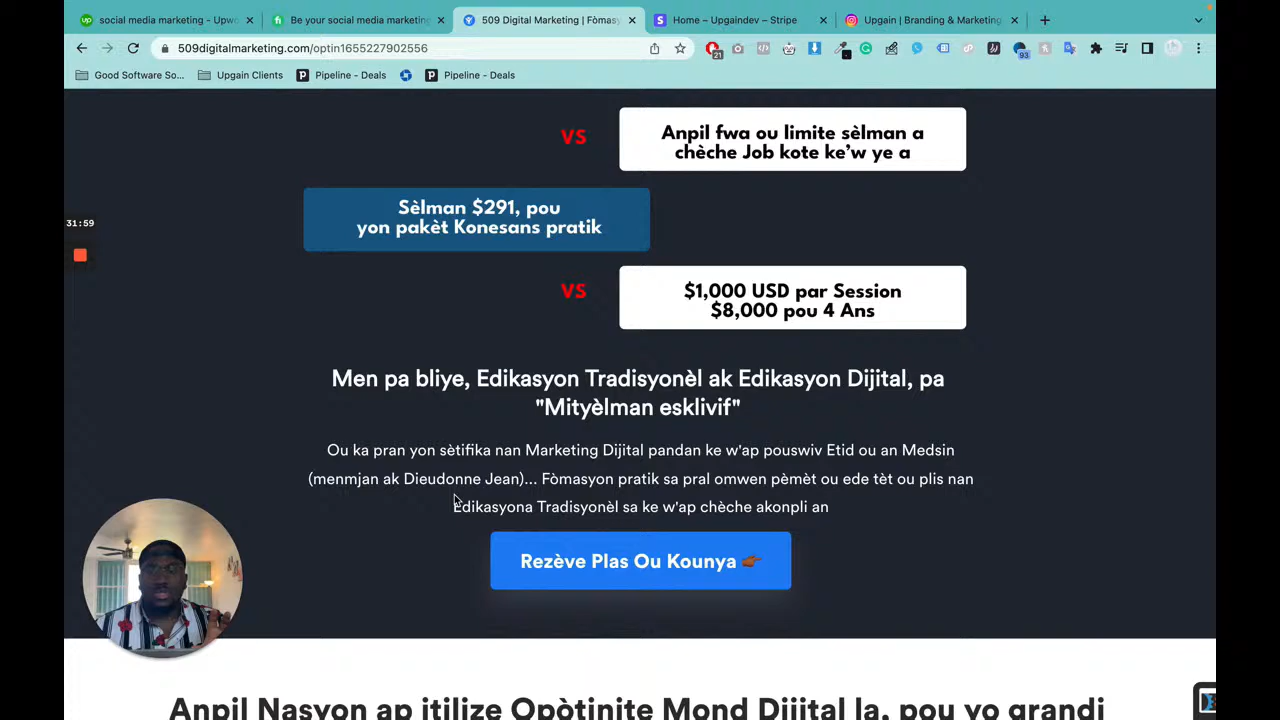 social media marketing - Upwo
Be your social media marketing
509 Digital Marketing | Fòmasy
Home – Upgaindev – Stripe
Upgain | Branding & Marketing
509digitalmarketing.com/optin1655227902556
21
93
Good Software So...
Upgain Clients
Pipeline - Deals
Pipeline - Deals
VS
Anpil fwa ou limite sèlman a
chèche Job kote ke’w ye a
31:59
Sèlman $291, pou
yon pakèt Konesans pratik
VS
$1,000 USD par Session
$8,000 pou 4 Ans
Men pa bliye, Edikasyon Tradisyonèl ak Edikasyon Dijital, pa
"Mityèlman esklivif"
Ou ka pran yon sètifika nan Marketing Dijital pandan ke w'ap pouswiv Etid ou an Medsin
(menmjan ak Dieudonne Jean)... Fòmasyon pratik sa pral omwen pèmèt ou ede tèt ou plis nan
Edikasyona Tradisyonèl sa ke w'ap chèche akonpli an
Rezève Plas Ou Kounya
Anpil Nasyon ap itilize Opòtinite Mond Dijital la, pou yo grandi